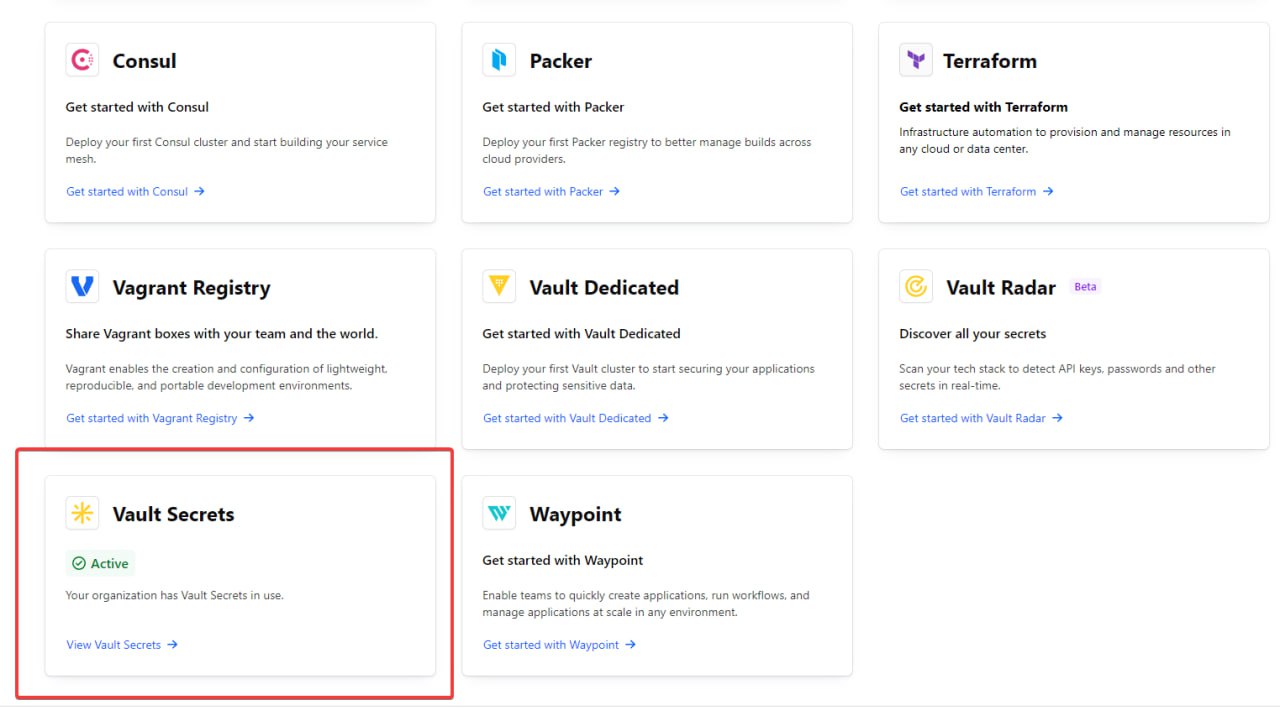 Consul
Get started with Consul
Deploy your first Consul cluster and start building your service
mesh.
Get started with Consul
Packer
Get started with Packer
Deploy your first Packer registry to better manage builds across
cloud providers.
Get started with Packer
Terraform
Get started with Terraform
Infrastructure automation to provision and manage resources in
any cloud or data center.
Get started with Terraform
Vagrant Registry
Share Vagrant boxes with your team and the world.
Vagrant enables the creation and configuration of lightweight,
reproducible, and portable development environments.
Get started with Vagrant Registry
Vault Dedicated
Get started with Vault Dedicated
Deploy your first Vault cluster to start securing your applications
and protecting sensitive data.
Get started with Vault Dedicated
Vault Radar Beta
Discover all your secrets
Scan your tech stack to detect API keys, passwords and other
secrets in real-time.
Get started with Vault Radar
Vault Secrets
Active
Your organization has Vault Secrets in use.
View Vault Secrets
Waypoint
Get started with Waypoint
Enable teams to quickly create applications, run workflows, and
manage applications at scale in any environment.
Get started with Waypoint